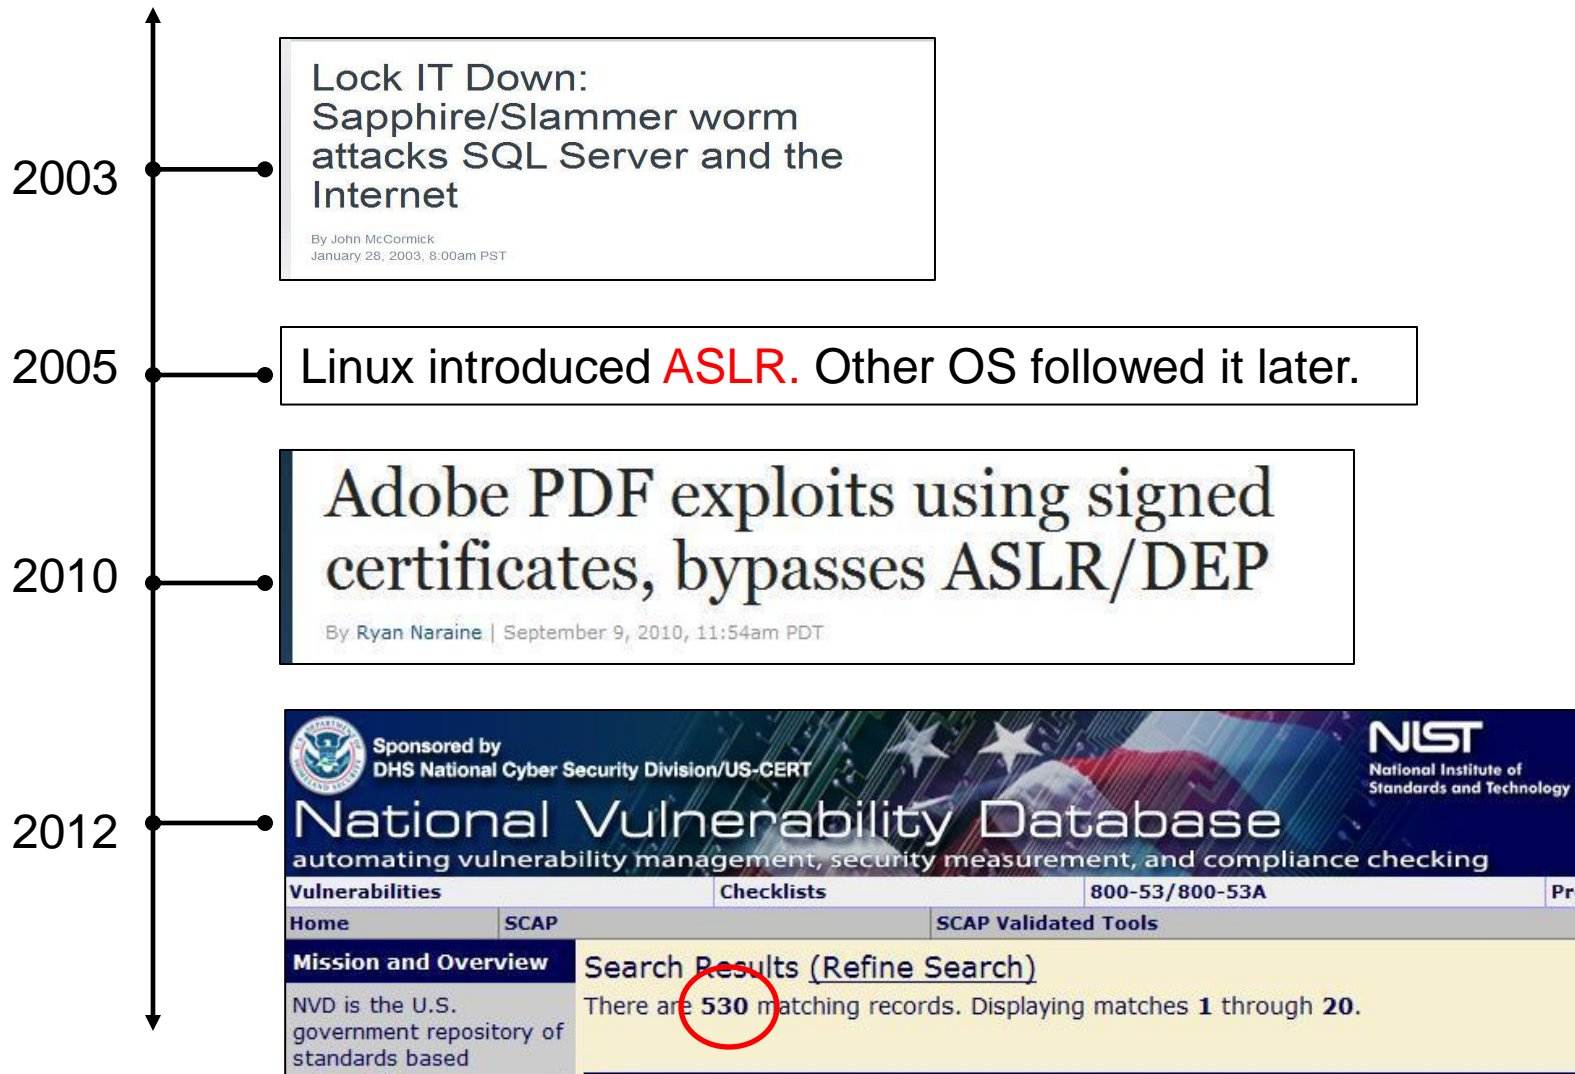 2003
Lock IT Down:
Sapphire/Slammer worm
attacks SQL Server and the
Internet
By John McCormick
January 28, 2003, 8:00am PST
2005
Linux introduced ASLR. Other OS followed it later.
2010
Adobe PDF exploits using signed
certificates, bypasses ASLR/DEP
By Ryan Naraine | September 9, 2010, 11:54am PDT
2012
Sponsored by
DHS National Cyber Security Division/US-CERT
NIST
National Institute of
Standards and Technology
National Vulnerability Database
automating vulnerability management, security measurement, and compliance checking
Vulnerabilities Checklists 800-53/800-53A Pr
Home SCAP SCAP Validated Tools
Mission and Overview
NVD is the U.S.
government repository of
standards based
Search Results (Refine Search)
There are 530 matching records. Displaying matches 1 through 20.